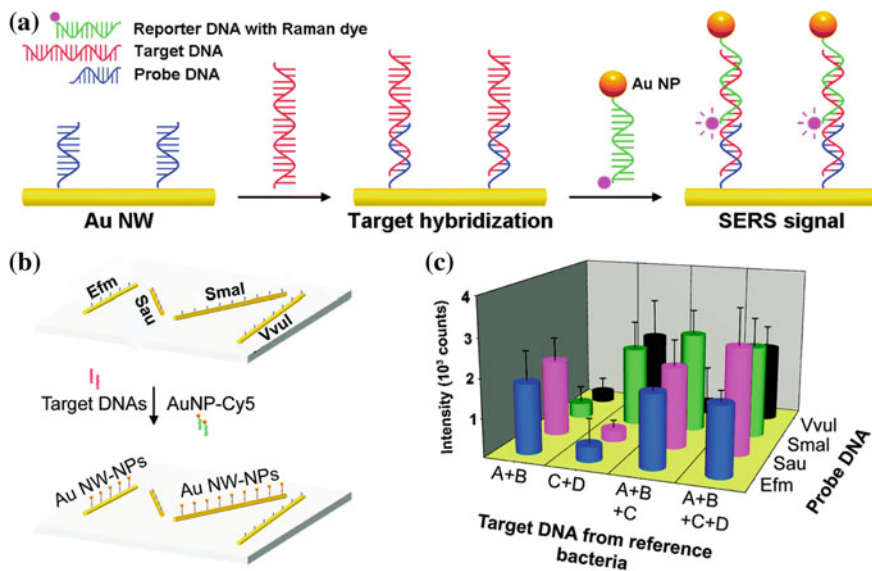 (a)
Reporter DNA with Raman dye
Target DNA
Probe DNA
Au NP
Au NW
Target hybridization
SERS signal
(b)
Efm
Sau
Smal
Vvul
Target DNAs
AuNP-Cy5
Au NW-NPs
Au NW-NPs
(c)
Intensity (10³ counts)
4
3
2
1
A+B
C+D
A+B
+C
A+B
+C+D
Vvul
Smal
Sau
Efm
Probe DNA
Target DNA from reference
bacteria